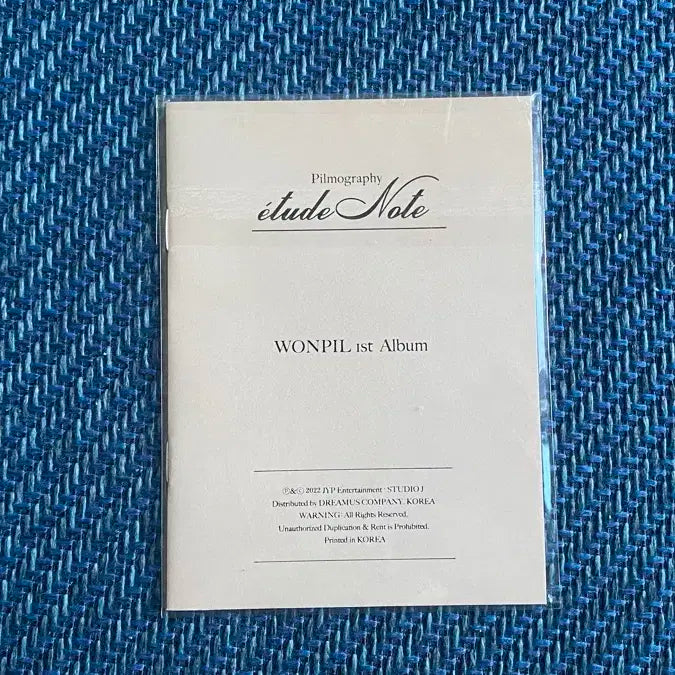 Pilmography
étude Note
WONPIL 1st Album
℗&© 2022 JYP Entertainment · STUDIO J
Distributed by DREAMUS COMPANY. KOREA
WARNING: All Rights Reserved.
Unauthorized Duplication & Rent is Prohibited.
Printed in KOREA